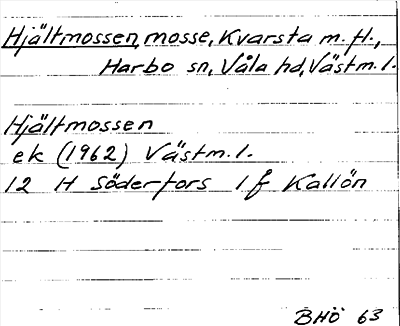 Hjältmossen, mosse, Kvarsta m. fl.,
Harbo sn, Våla hd, Västm. l.
Hjältmossen
ek (1962) Västm. l.
12 H Söderfors 1 f Kallön
BHÖ 63